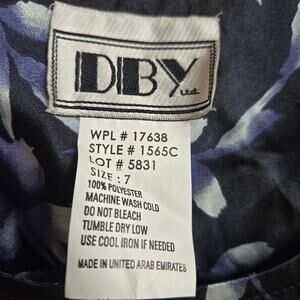 DBY Ltd.
WPL # 17638
STYLE # 1565C
LOT # 5831
SIZE : 7
100% POLYESTER
MACHINE WASH COLD
DO NOT BLEACH
TUMBLE DRY LOW
USE COOL IRON IF NEEDED
MADE IN UNITED ARAB EMIRATES